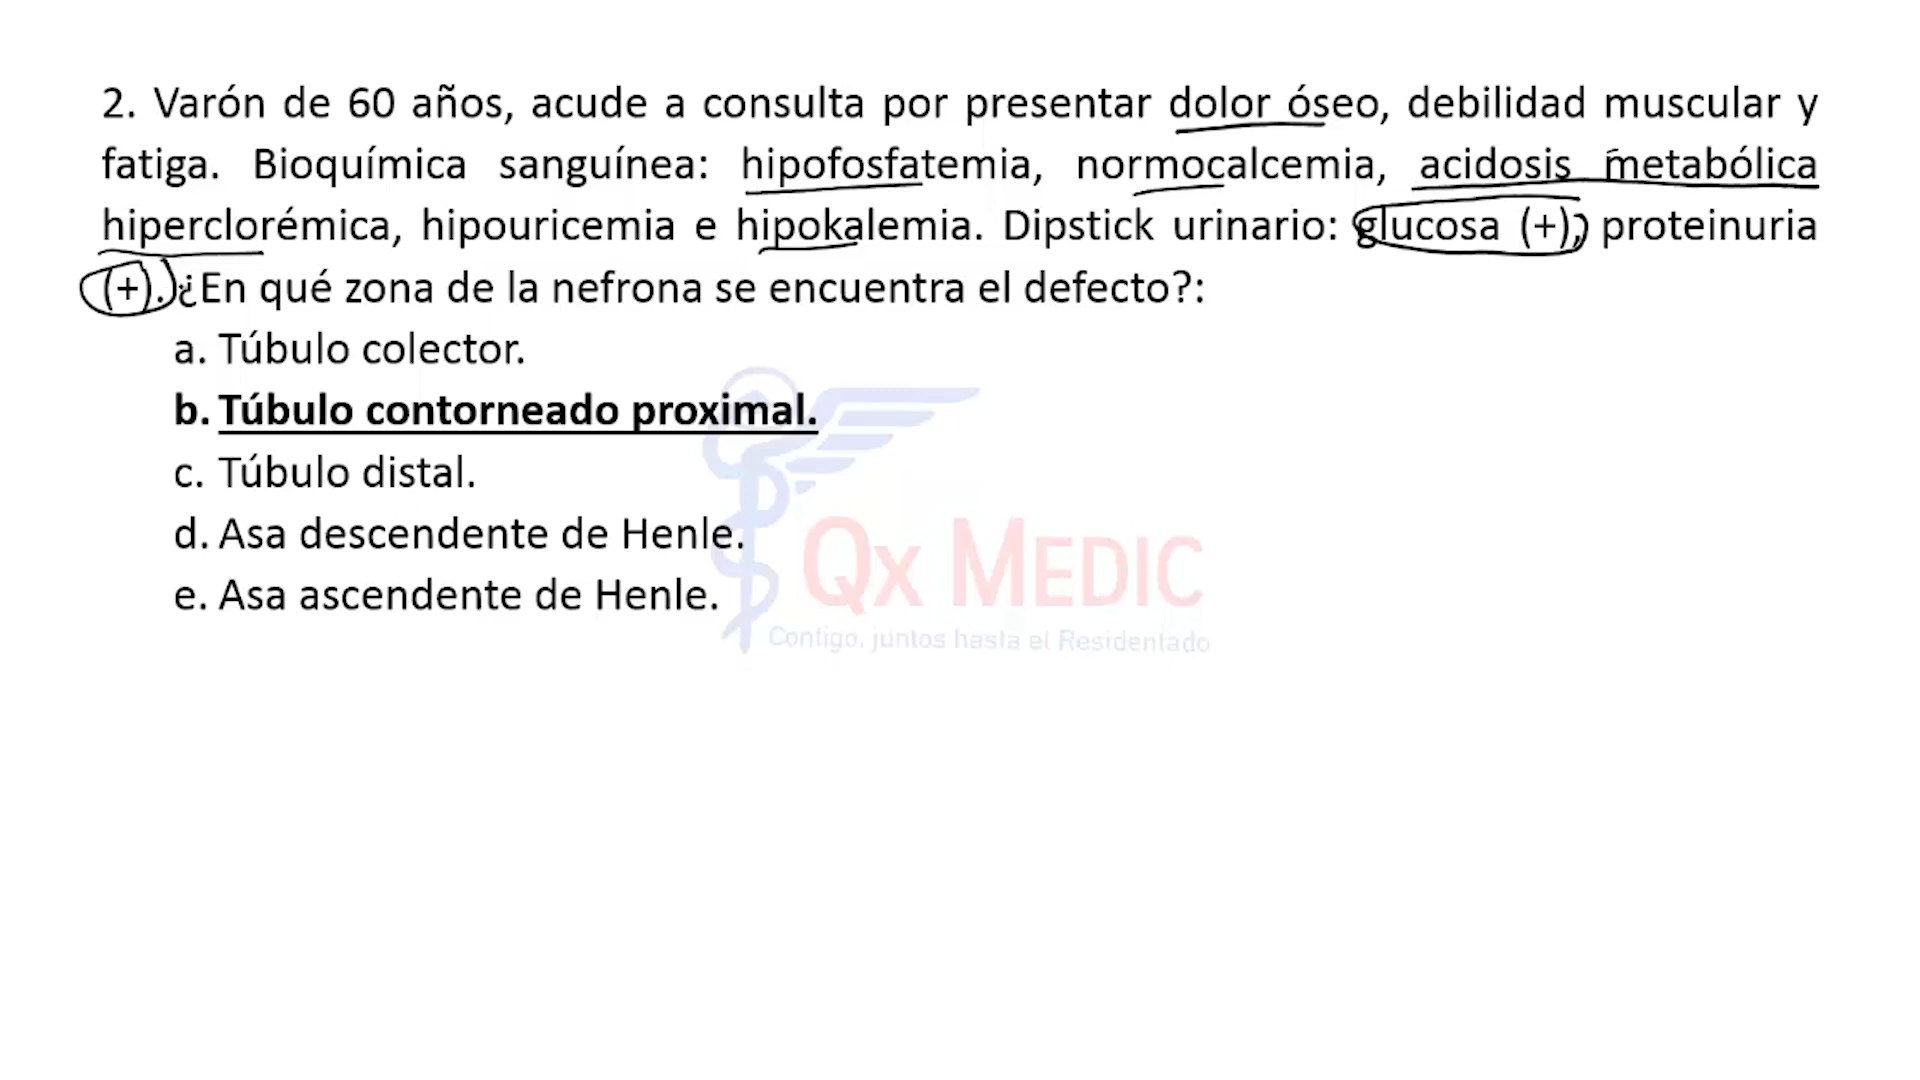 2. Varón de 60 años, acude a consulta por presentar dolor óseo, debilidad muscular y
fatiga. Bioquímica sanguínea: hipofosfatemia, normocalcemia, acidosis metabólica
hiperclorémica, hipouricemia e hipokalemia. Dipstick urinario: glucosa (+), proteinuria
(+). ¿En qué zona de la nefrona se encuentra el defecto?:
a. Túbulo colector.
b. Túbulo contorneado proximal.
c. Túbulo distal.
d. Asa descendente de Henle.
e. Asa ascendente de Henle.
Qx MEDIC
Contigo, juntos hasta el Residentado